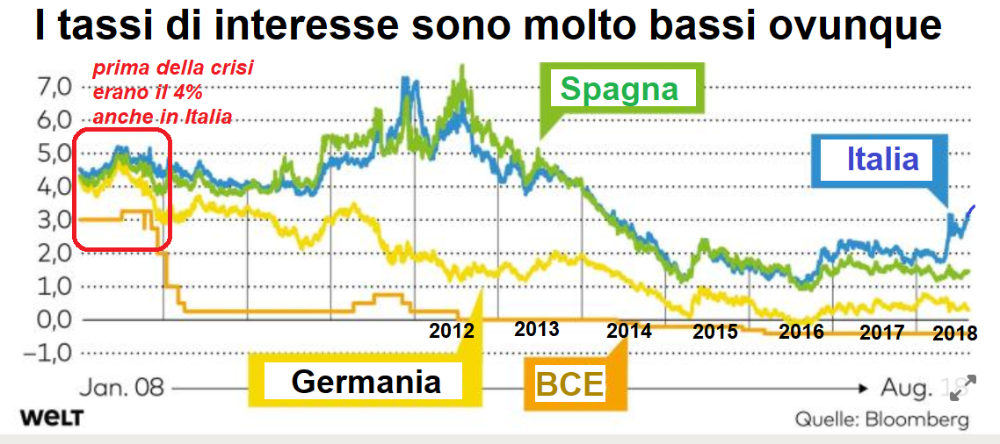 I tassi di interesse sono molto bassi ovunque
prima della crisi
erano il 4%
anche in Italia
7,0
6,0
5,0
4,0
3,0
2,0
1,0
0,0
−1,0
Spagna
Italia
2012 2013 2014 2015 2016 2017 2018
Germania
BCE
Jan. 08
Aug. 18
WELT
Quelle: Bloomberg